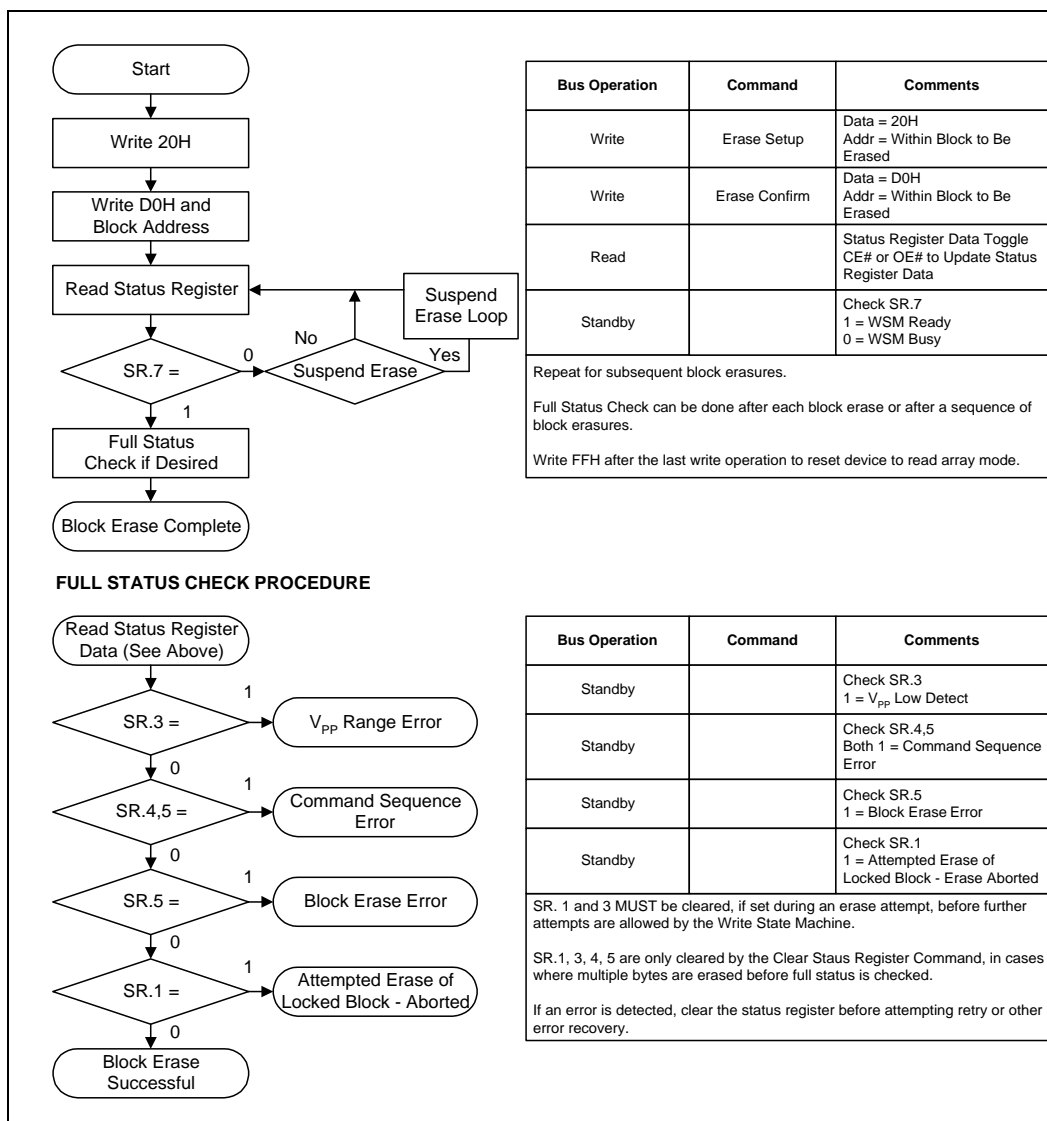 Start
Write 20H
Write D0H and
Block Address
Read Status Register
Suspend
Erase Loop
No
Yes
0
SR.7 =
Suspend Erase
1
Full Status
Check if Desired
Block Erase Complete
Bus Operation Command Comments
Write Erase Setup Data = 20H
Addr = Within Block to Be
Erased
Write Erase Confirm Data = D0H
Addr = Within Block to Be
Erased
Read Status Register Data Toggle
CE# or OE# to Update Status
Register Data
Standby Check SR.7
1 = WSM Ready
0 = WSM Busy
Repeat for subsequent block erasures.
Full Status Check can be done after each block erase or after a sequence of
block erasures.
Write FFH after the last write operation to reset device to read array mode.
FULL STATUS CHECK PROCEDURE
Read Status Register
Data (See Above)
1
SR.3 =
VPP Range Error
0
1
SR.4,5 =
Command Sequence
Error
0
1
SR.5 =
Block Erase Error
0
1
SR.1 =
Attempted Erase of
Locked Block - Aborted
0
Block Erase
Successful
Bus Operation Command Comments
Standby Check SR.3
1 = VPP Low Detect
Standby Check SR.4,5
Both 1 = Command Sequence
Error
Standby Check SR.5
1 = Block Erase Error
Standby Check SR.1
1 = Attempted Erase of
Locked Block - Erase Aborted
SR. 1 and 3 MUST be cleared, if set during an erase attempt, before further
attempts are allowed by the Write State Machine.
SR.1, 3, 4, 5 are only cleared by the Clear Staus Register Command, in cases
where multiple bytes are erased before full status is checked.
If an error is detected, clear the status register before attempting retry or other
error recovery.